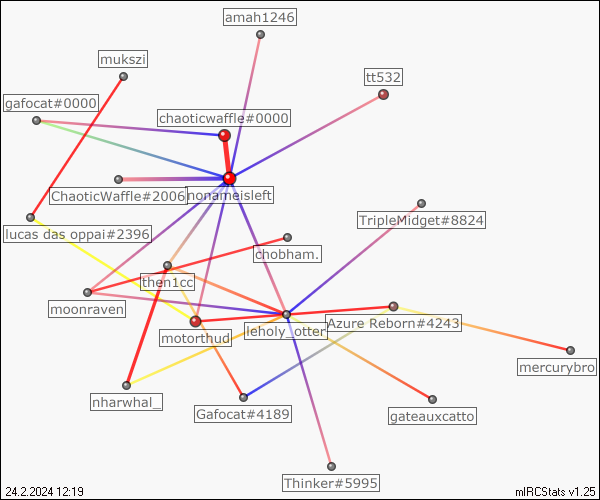 amah1246
mukszi
tt532
gafocat#0000
chaoticwaffle#0000
ChaoticWaffle#2006
nonameisleft
TripleMidget#8824
lucas das oppai#2396
chobham.
then1cc
moonraven
leholy_otter
Azure Reborn#4243
motorthud
mercurybro
nharwhal_
Gafocat#4189
gateauxcatto
Thinker#5995
24.2.2024 12:19
mIRCStats v1.25